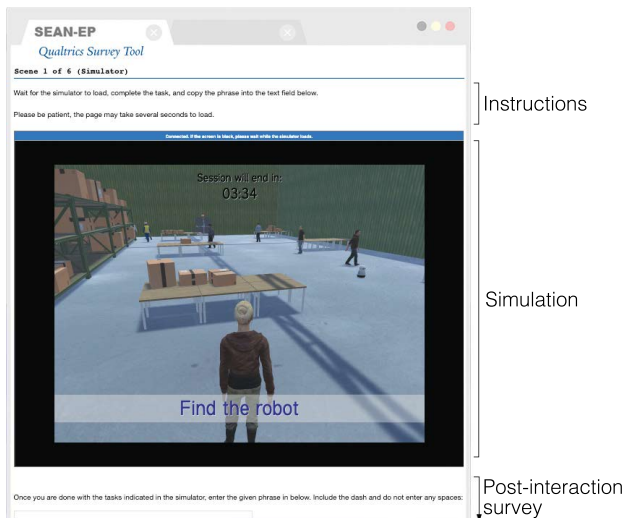 SEAN-EP
Qualtrics Survey Tool
Scene 1 of 6 (Simulator)
Wait for the simulator to load, complete the task, and copy the phrase into the text field below.
Please be patient, the page may take several seconds to load.
Connected. If the screen is black, please wait while the simulator loads.
Session will end in:
03:34
Find the robot
Once you are done with the tasks indicated in the simulator, enter the given phrase in below. Include the dash and do not enter any spaces:
Instructions
Simulation
Post-interaction
survey